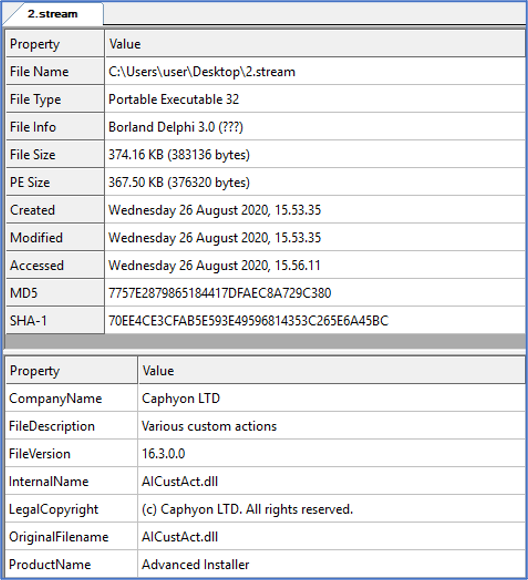 2.stream
Property Value
File Name C:\Users\user\Desktop\2.stream
File Type Portable Executable 32
File Info Borland Delphi 3.0 (???)
File Size 374.16 KB (383136 bytes)
PE Size 367.50 KB (376320 bytes)
Created Wednesday 26 August 2020, 15.53.35
Modified Wednesday 26 August 2020, 15.53.35
Accessed Wednesday 26 August 2020, 15.56.11
MD5 7757E2879865184417DFAEC8A729C380
SHA-1 70EE4CE3CFAB5E593E49596814353C265E6A45BC
Property Value
CompanyName Caphyon LTD
FileDescription Various custom actions
FileVersion 16.3.0.0
InternalName AICustAct.dll
LegalCopyright (c) Caphyon LTD. All rights reserved.
OriginalFilename AICustAct.dll
ProductName Advanced Installer